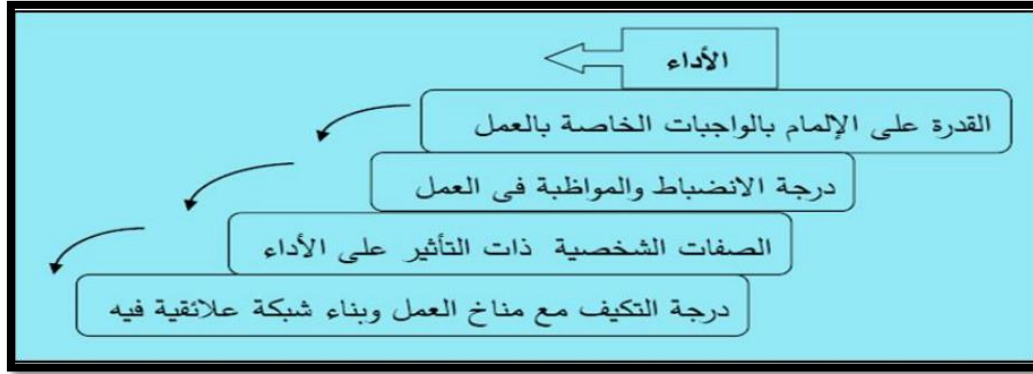 الأداء
القدرة على الإلمام بالواجبات الخاصة بالعمل
درجة الانضباط والمواظبة فى العمل
الصفات الشخصية ذات التأثير على الأداء
درجة التكيف مع مناخ العمل وبناء شبكة علائقية فيه